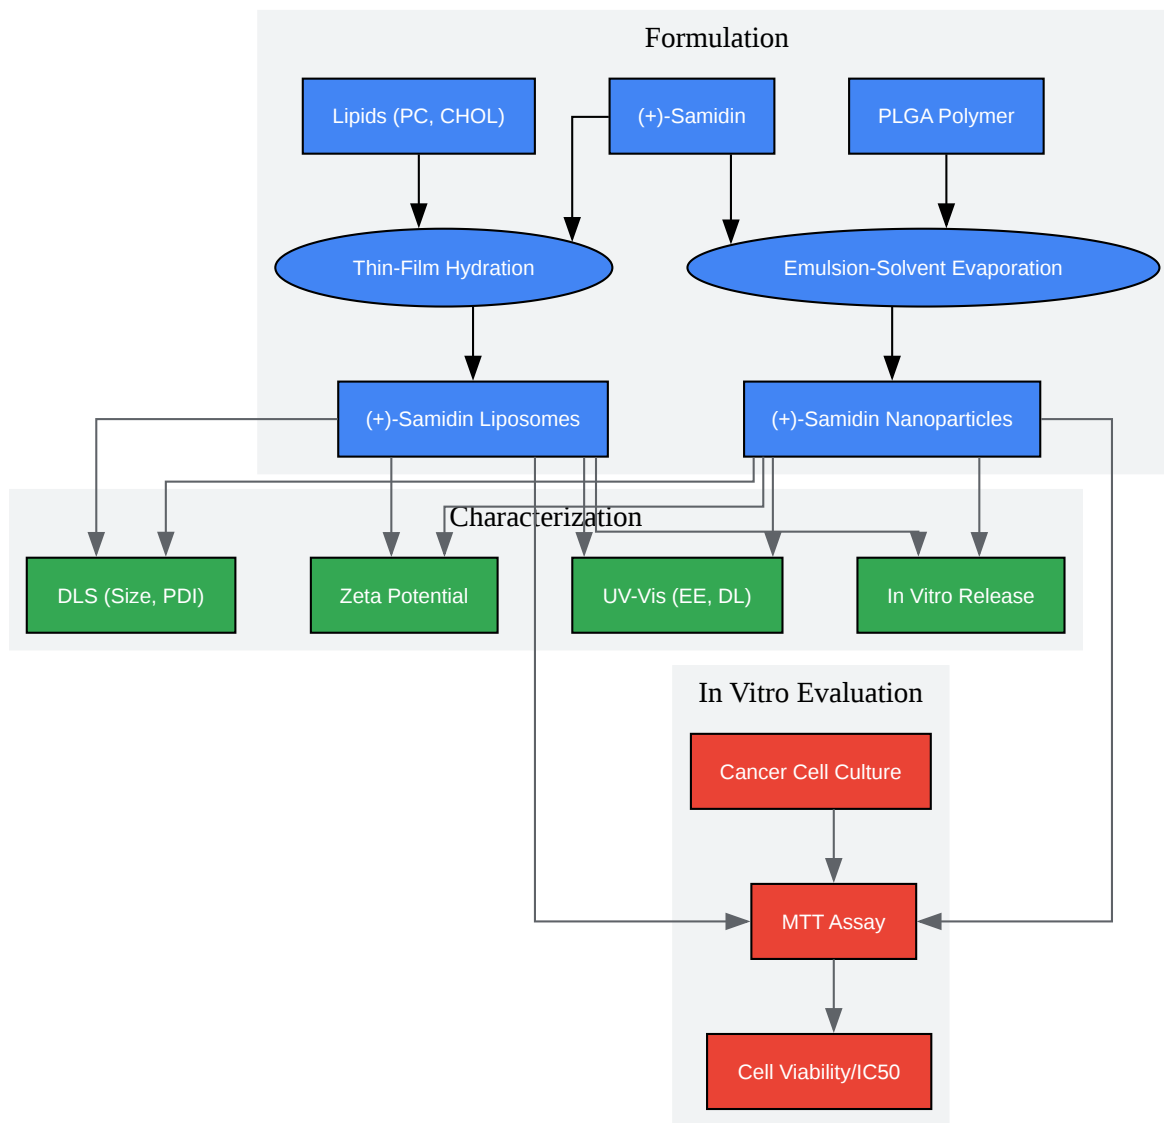 Formulation
Lipids (PC, CHOL)
(+)-Samidin
PLGA Polymer
Thin-Film Hydration
Emulsion-Solvent Evaporation
(+)-Samidin Liposomes
(+)-Samidin Nanoparticles
Characterization
DLS (Size, PDI)
Zeta Potential
UV-Vis (EE, DL)
In Vitro Release
In Vitro Evaluation
Cancer Cell Culture
MTT Assay
Cell Viability/IC50